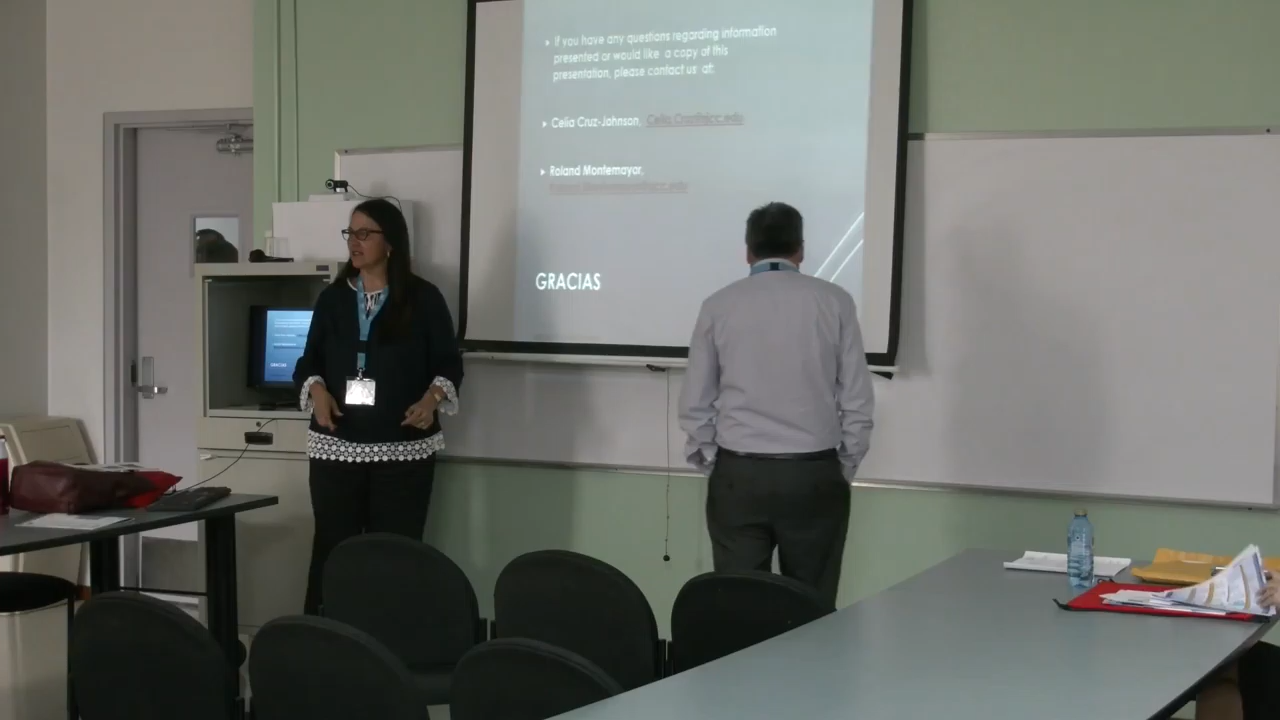 If you have any questions regarding information
presented or would like a copy of this
presentation, please contact us at:
Celia Cruz-Johnson,
Roland Montemayor,
GRACIAS
GRACIAS